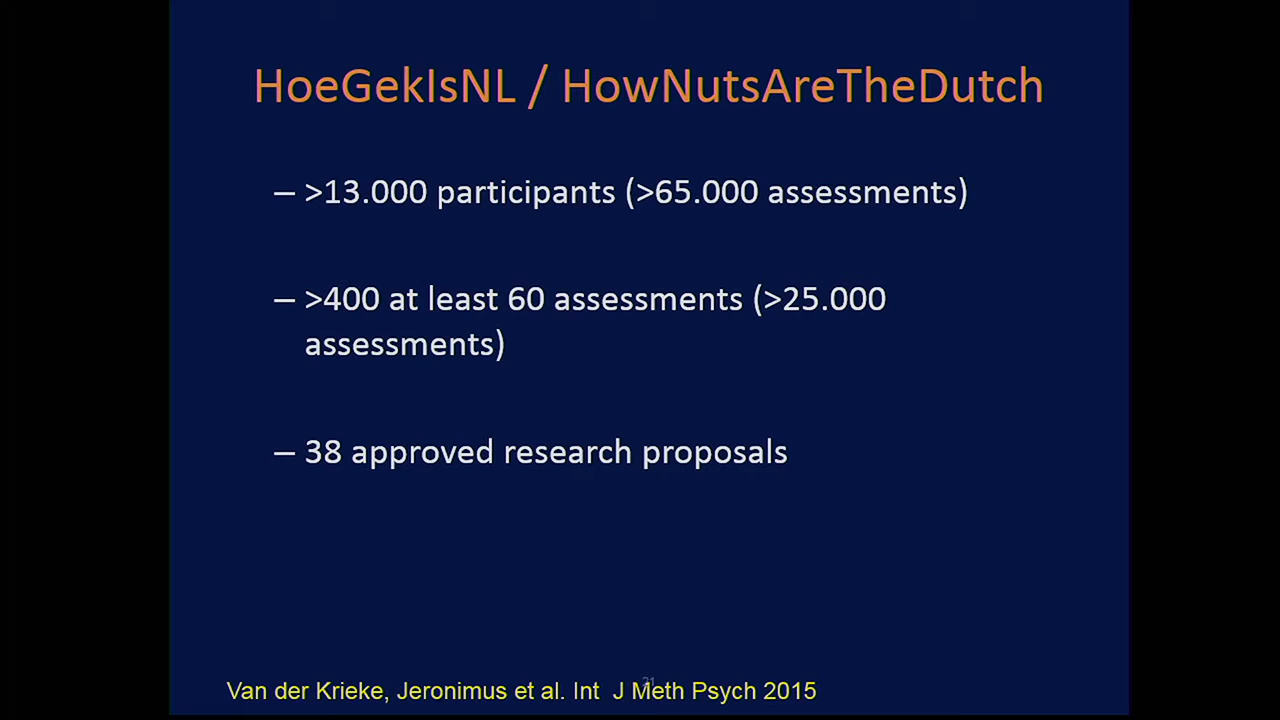 HoeGekIsNL / HowNutsAreTheDutch
– >13.000 participants (>65.000 assessments)
– >400 at least 60 assessments (>25.000
assessments)
– 38 approved research proposals
21
Van der Krieke, Jeronimus et al. Int J Meth Psych 2015